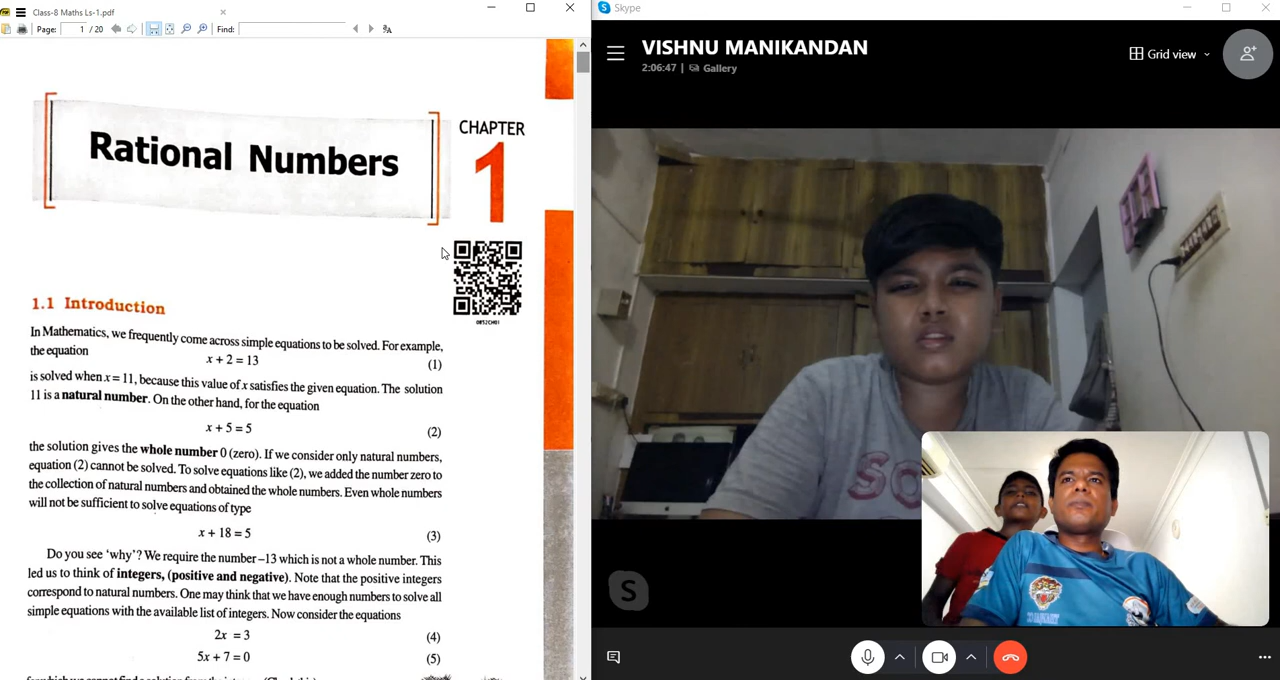 Class-8 Maths Ls-1.pdf
Page: 1 / 20 Find:
CHAPTER
Rational Numbers
1
0852CH01
1.1 Introduction
In Mathematics, we frequently come across simple equations to be solved. For example,
the equation
x + 2 = 13 (1)
is solved when x = 11, because this value of x satisfies the given equation. The solution
11 is a natural number. On the other hand, for the equation
x + 5 = 5 (2)
the solution gives the whole number 0 (zero). If we consider only natural numbers,
equation (2) cannot be solved. To solve equations like (2), we added the number zero to
the collection of natural numbers and obtained the whole numbers. Even whole numbers
will not be sufficient to solve equations of type
x + 18 = 5 (3)
Do you see ‘why’? We require the number –13 which is not a whole number. This
led us to think of integers, (positive and negative). Note that the positive integers
correspond to natural numbers. One may think that we have enough numbers to solve all
simple equations with the available list of integers. Now consider the equations
2x = 3 (4)
5x + 7 = 0 (5)
Skype
VISHNU MANIKANDAN
2:06:47 | Gallery
Grid view